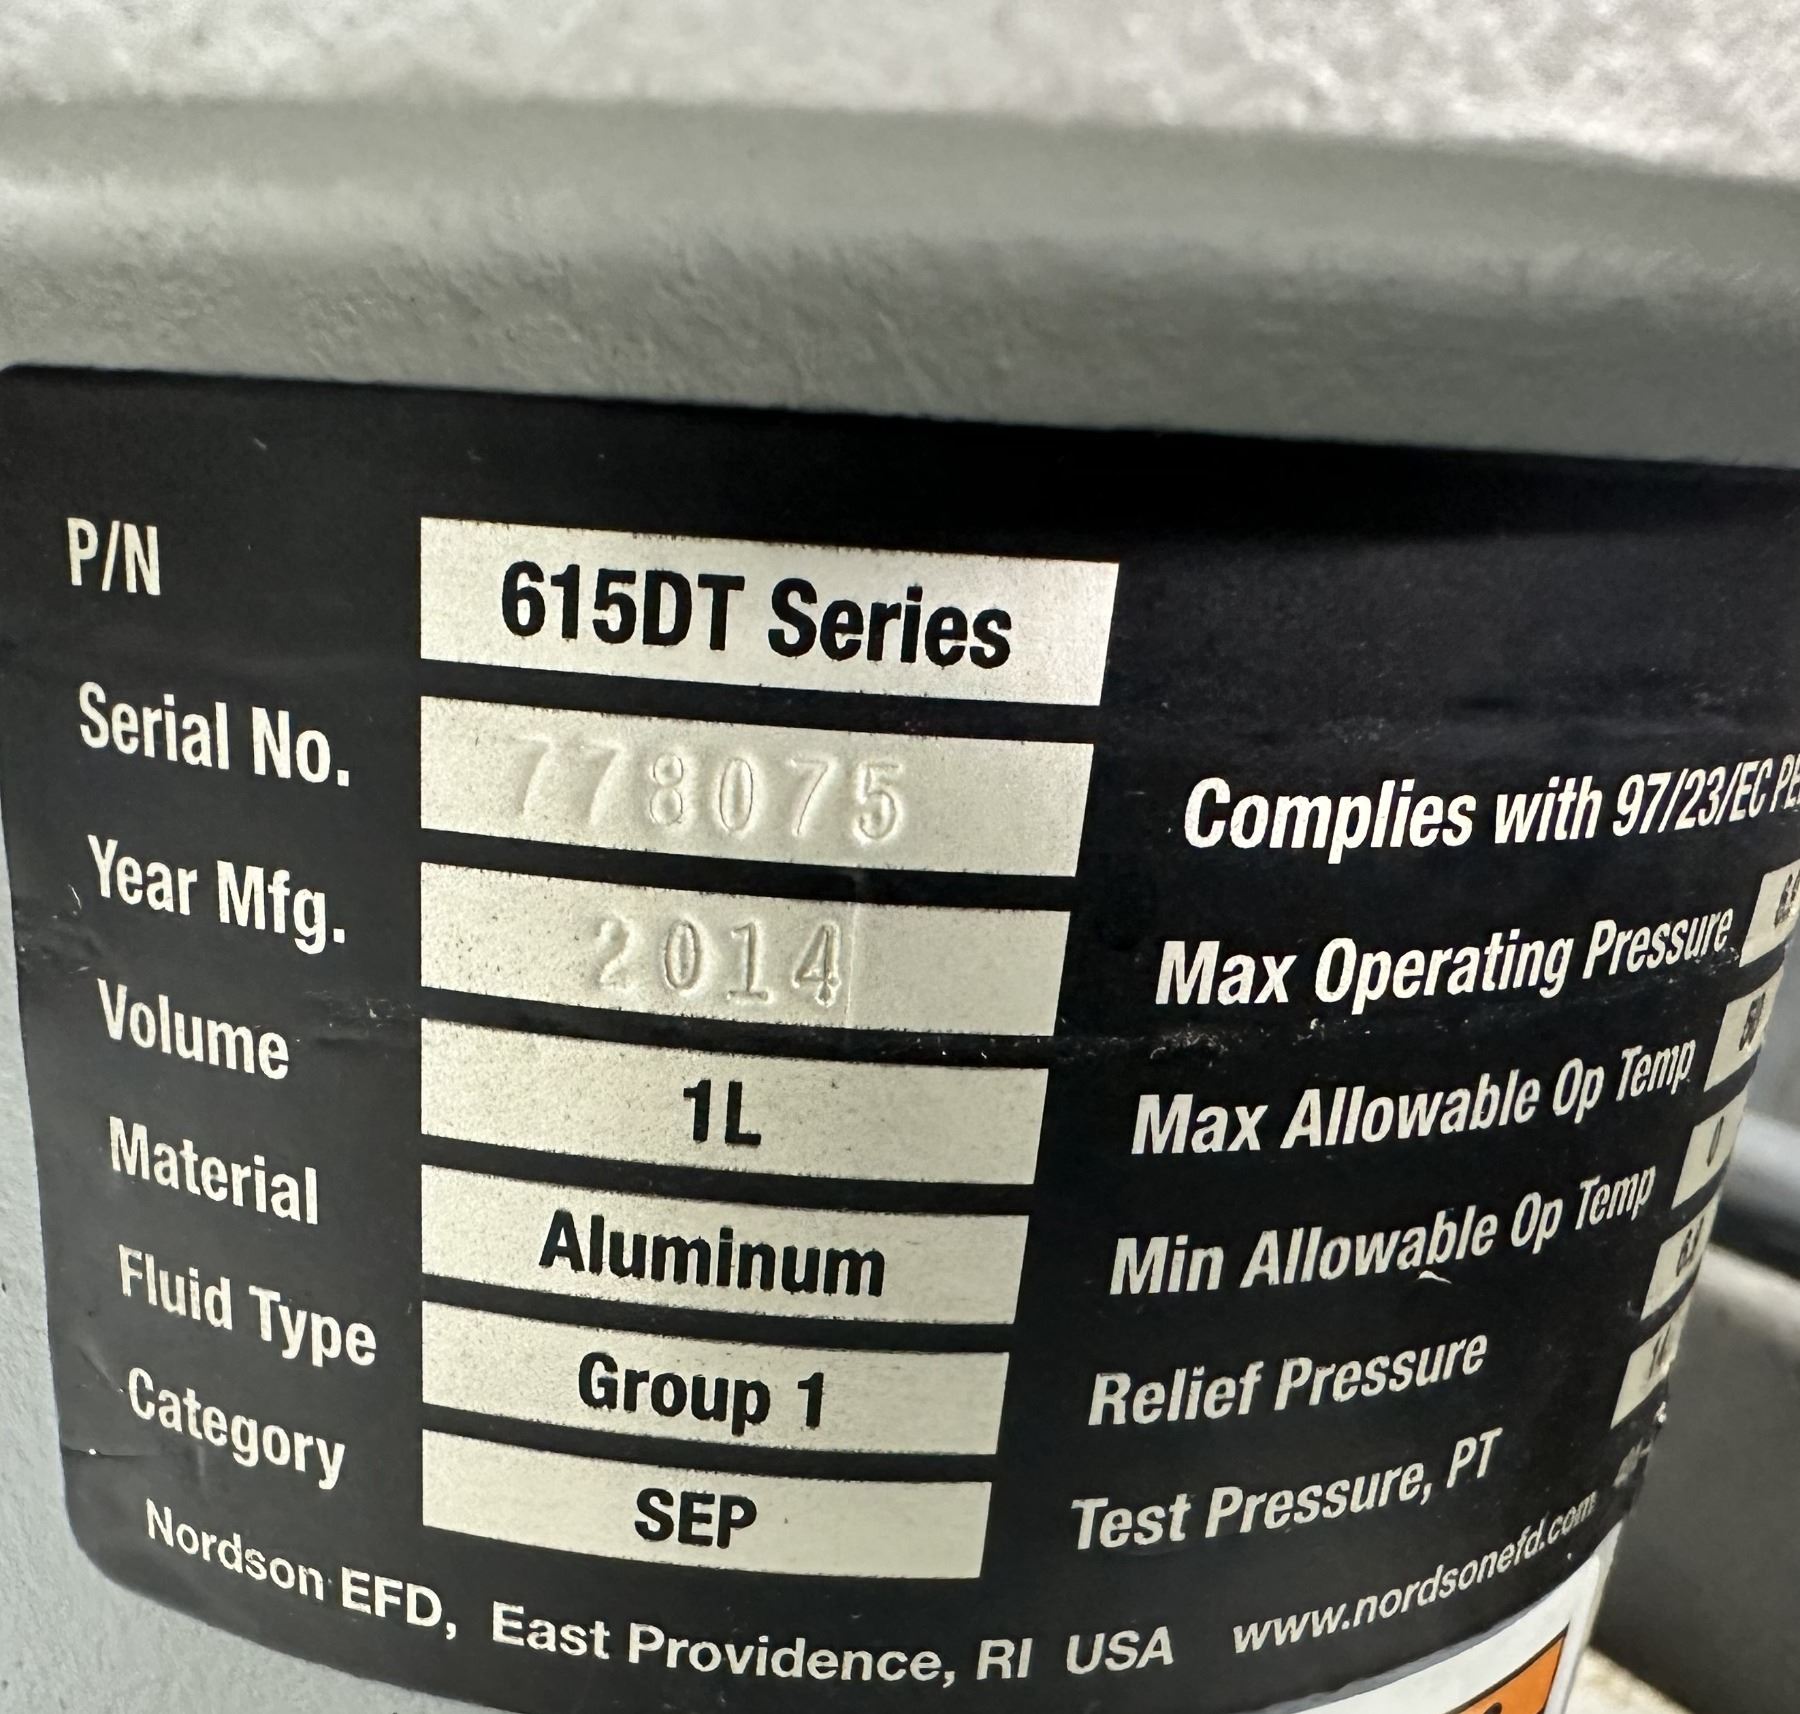 P/N 615DT Series
Serial No. 778075
Year Mfg. 2014
Volume 1L
Material Aluminum
Fluid Type Group 1
Category SEP
Complies with 97/23/EC
Max Operating Pressure
Max Allowable Op Temp
Min Allowable Op Temp 0
Relief Pressure
Test Pressure, PT
Nordson EFD, East Providence, RI USA www.nordsonefd.com